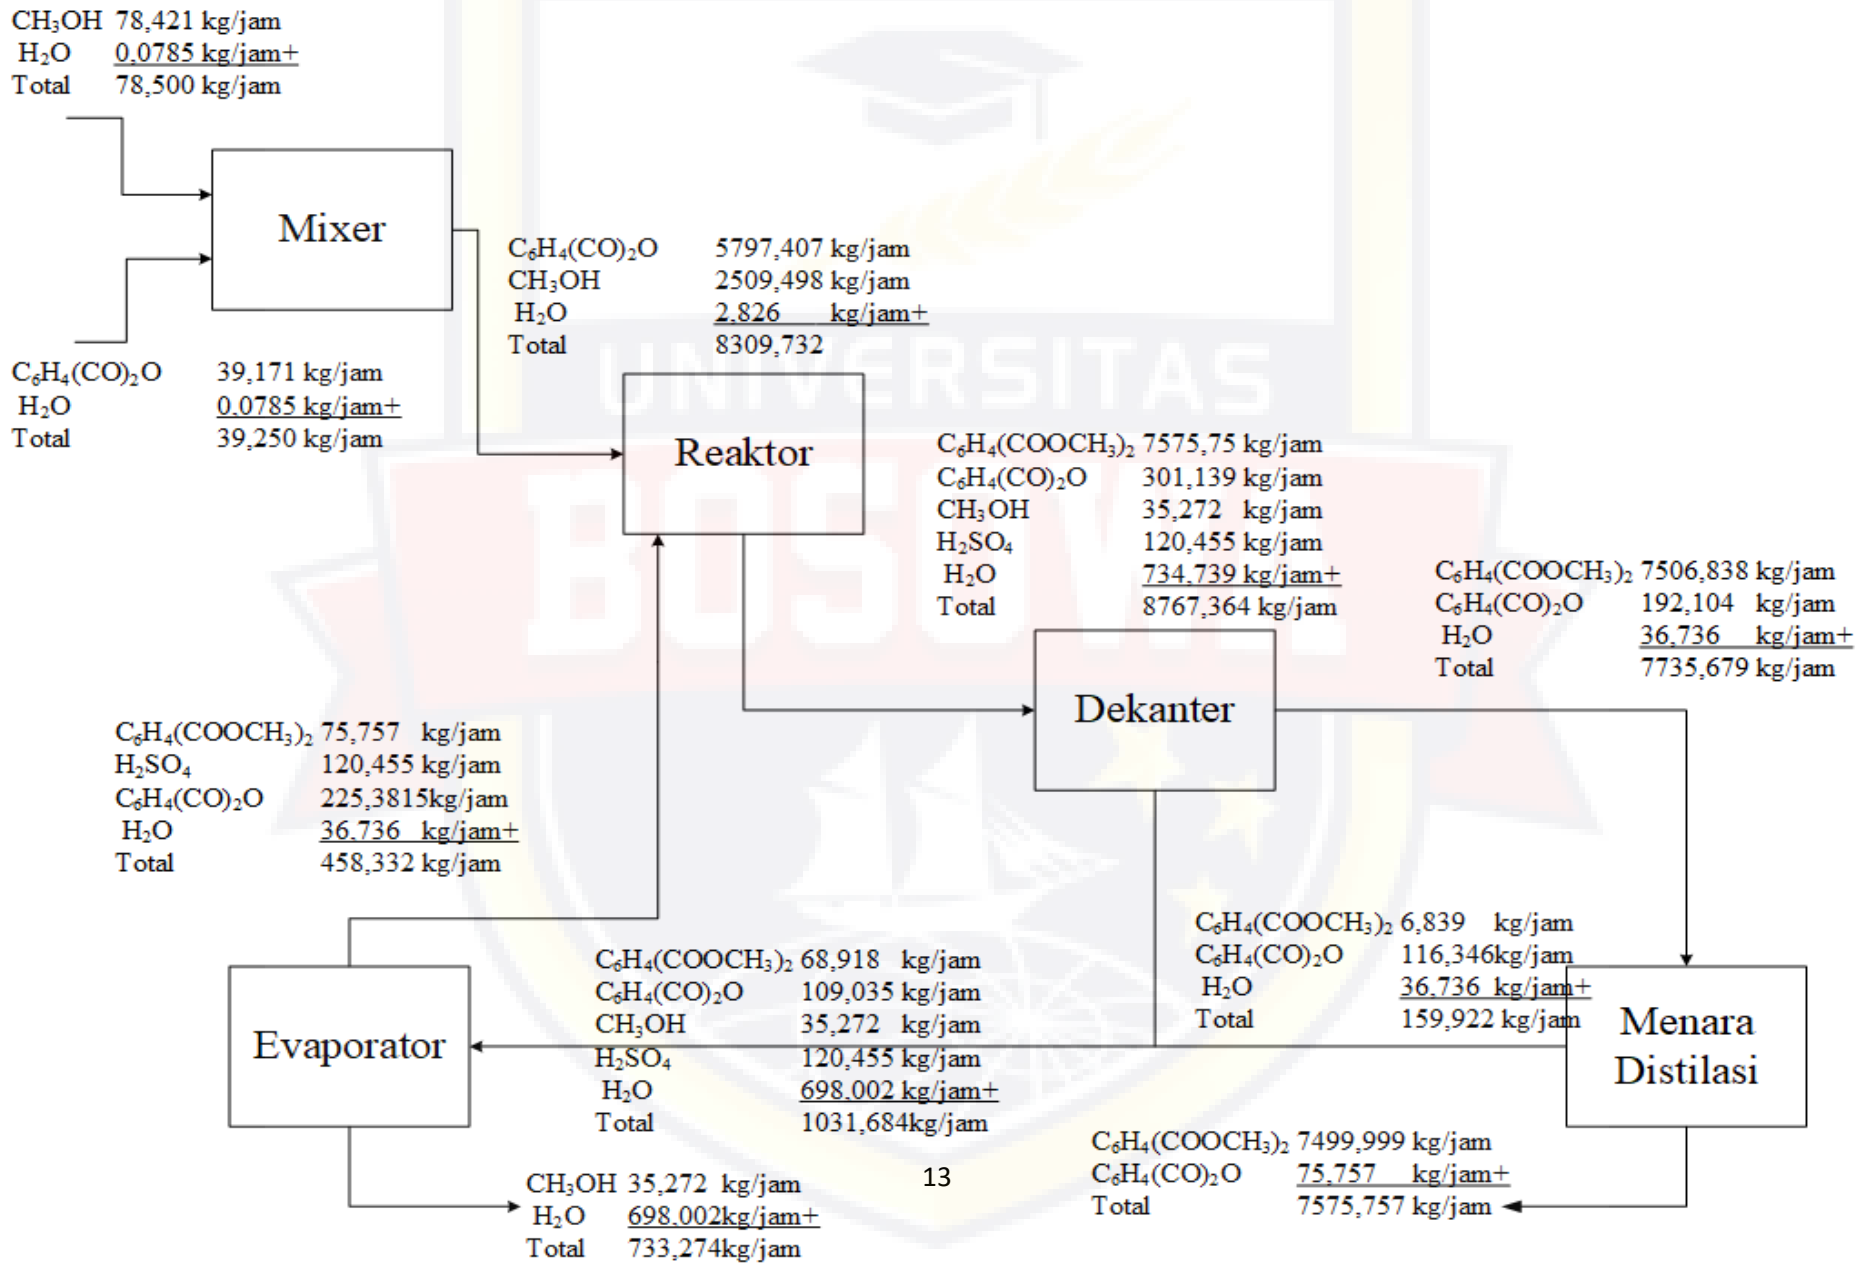 CH₃OH 78,421 kg/jam
H₂O 0,0785 kg/jam+
Total 78,500 kg/jam
Mixer
C₆H₄(CO)₂O 39,171 kg/jam
H₂O 0,0785 kg/jam+
Total 39,250 kg/jam
C₆H₄(CO)₂O 5797,407 kg/jam
CH₃OH 2509,498 kg/jam
H₂O 2,826 kg/jam+
Total 8309,732
UNIVERSITAS
BOSOWA
Reaktor
C₆H₄(COOCH₃)₂ 7575,75 kg/jam
C₆H₄(CO)₂O 301,139 kg/jam
CH₃OH 35,272 kg/jam
H₂SO₄ 120,455 kg/jam
H₂O 734,739 kg/jam+
Total 8767,364 kg/jam
Dekanter
C₆H₄(COOCH₃)₂ 7506,838 kg/jam
C₆H₄(CO)₂O 192,104 kg/jam
H₂O 36,736 kg/jam+
Total 7735,679 kg/jam
C₆H₄(COOCH₃)₂ 75,757 kg/jam
H₂SO₄ 120,455 kg/jam
C₆H₄(CO)₂O 225,3815kg/jam
H₂O 36,736 kg/jam+
Total 458,332 kg/jam
Evaporator
C₆H₄(COOCH₃)₂ 68,918 kg/jam
C₆H₄(CO)₂O 109,035 kg/jam
CH₃OH 35,272 kg/jam
H₂SO₄ 120,455 kg/jam
H₂O 698,002 kg/jam+
Total 1031,684kg/jam
C₆H₄(COOCH₃)₂ 6,839 kg/jam
C₆H₄(CO)₂O 116,346kg/jam
H₂O 36,736 kg/jam+
Total 159,922 kg/jam
Menara
Distilasi
C₆H₄(COOCH₃)₂ 7499,999 kg/jam
C₆H₄(CO)₂O 75,757 kg/jam+
Total 7575,757 kg/jam
CH₃OH 35,272 kg/jam
H₂O 698,002kg/jam+
Total 733,274kg/jam
13